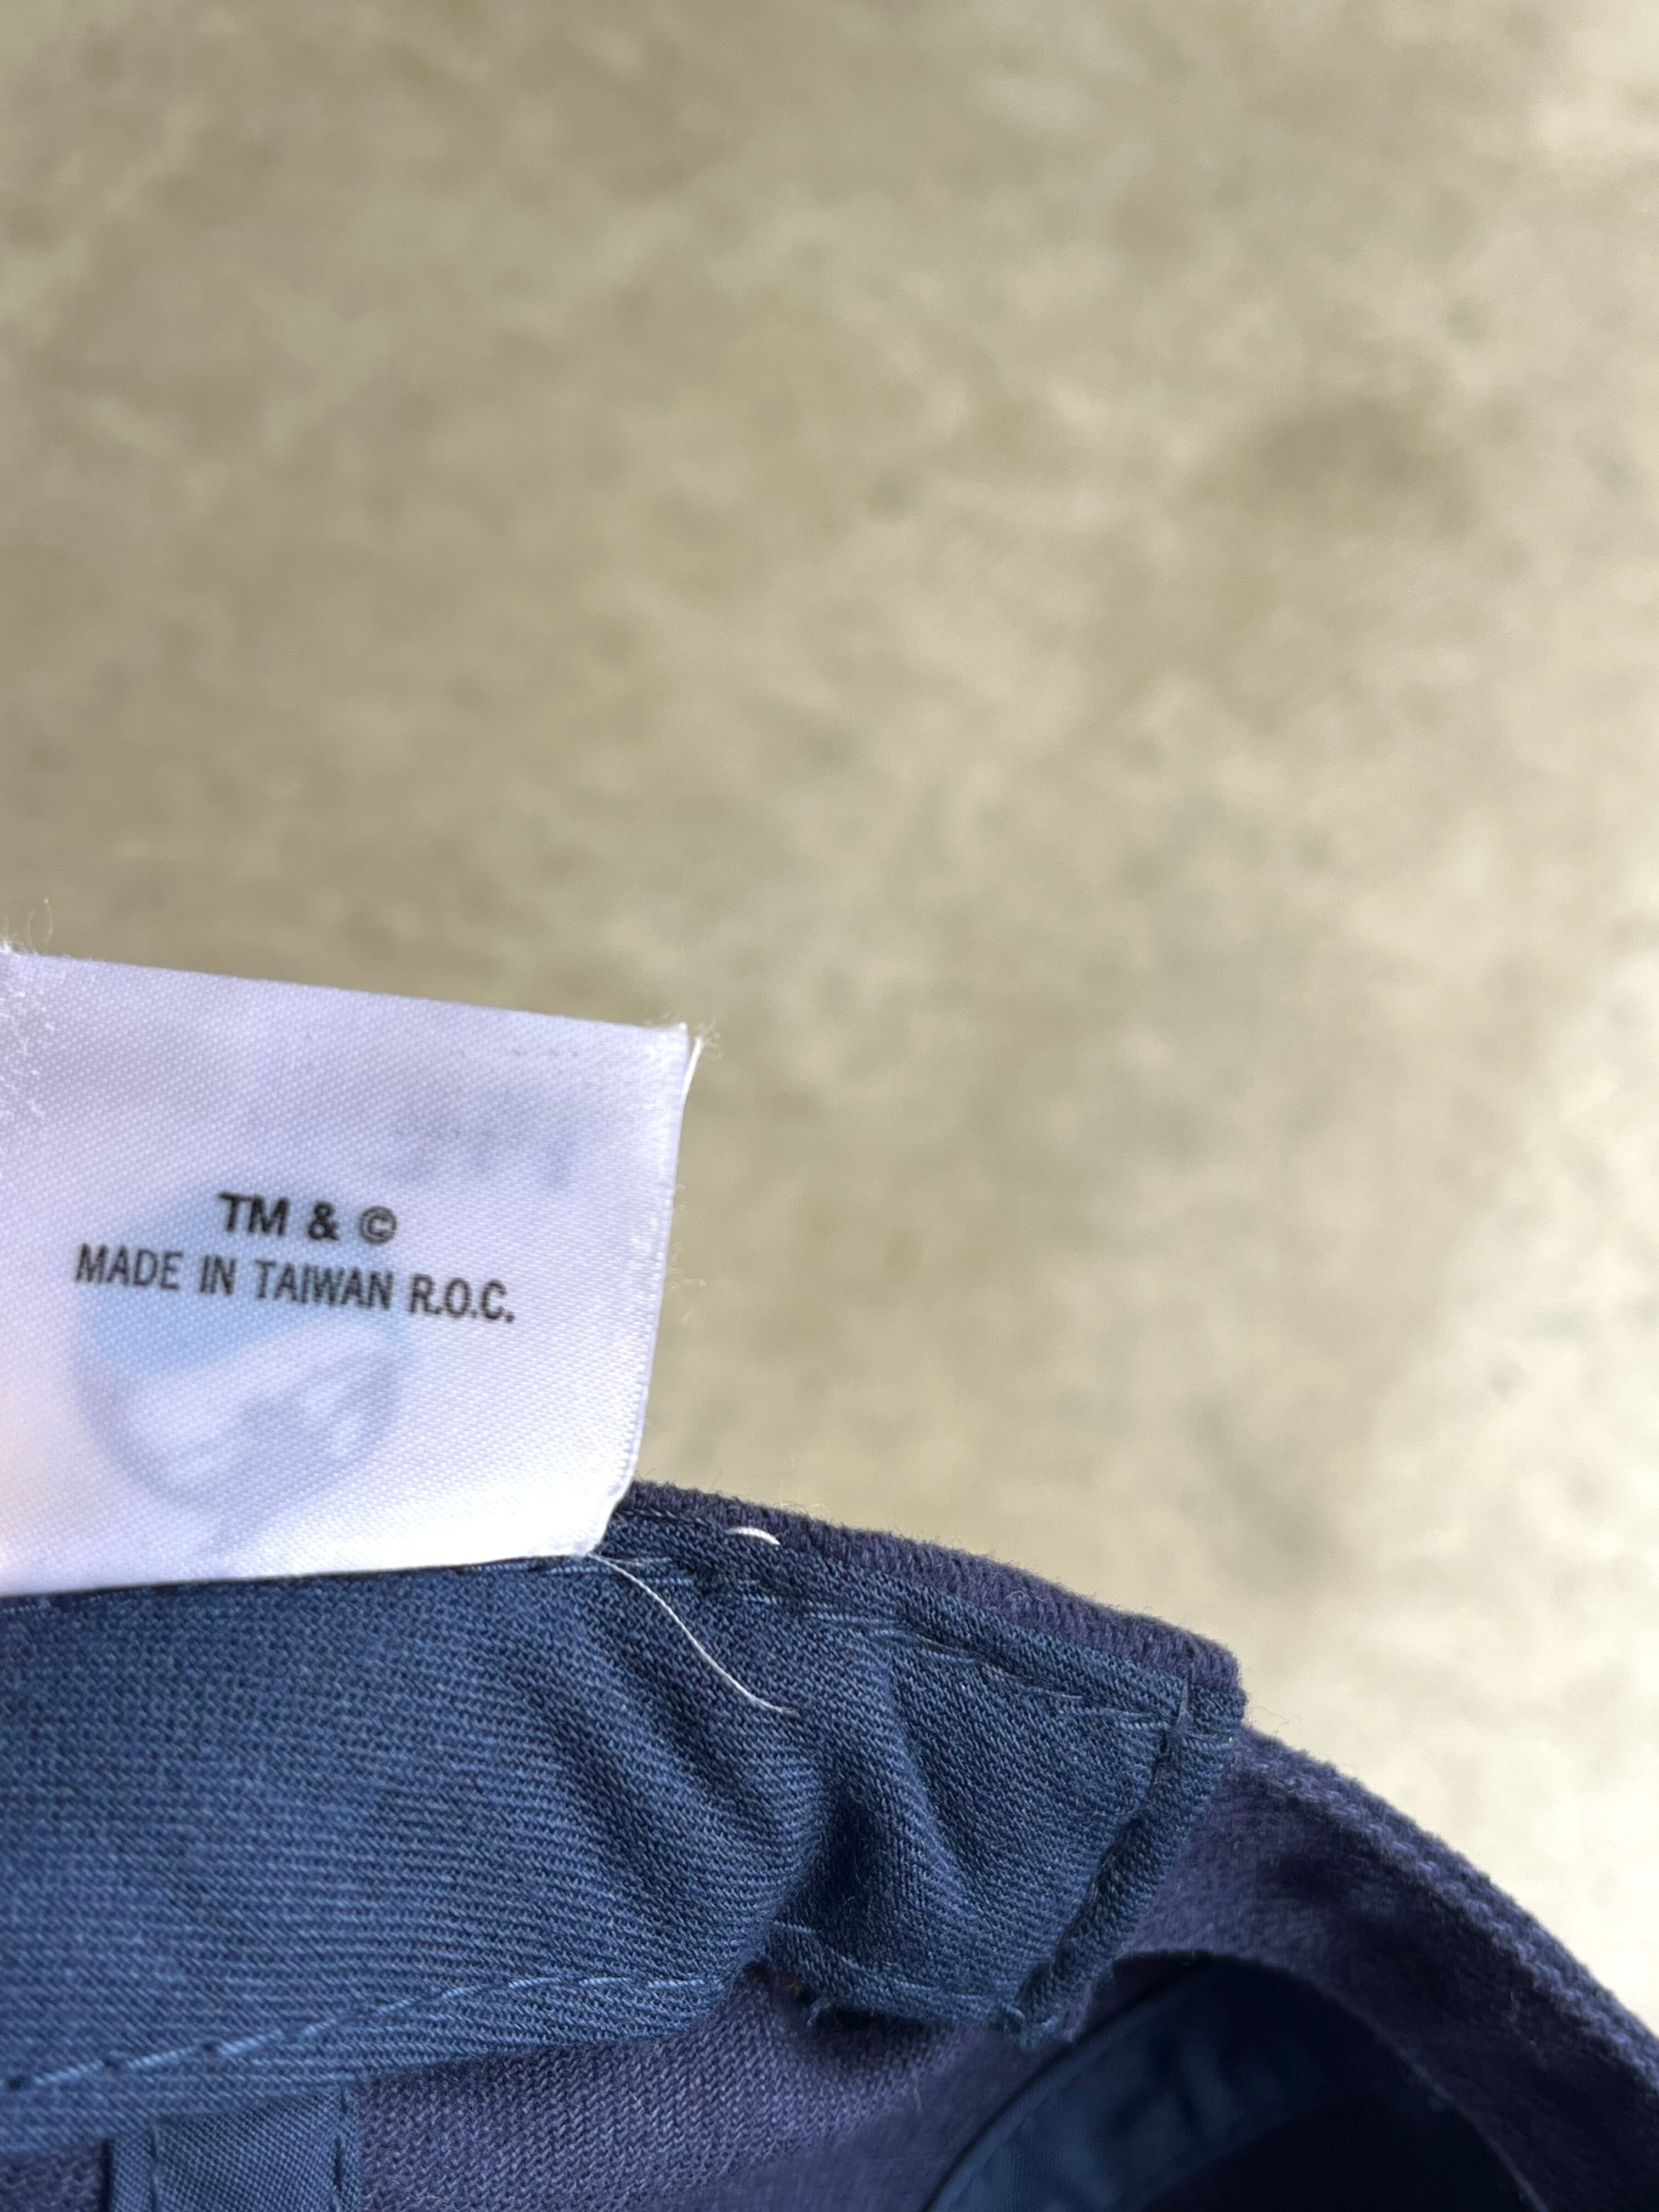 TM & ©
MADE IN TAIWAN R.O.C.